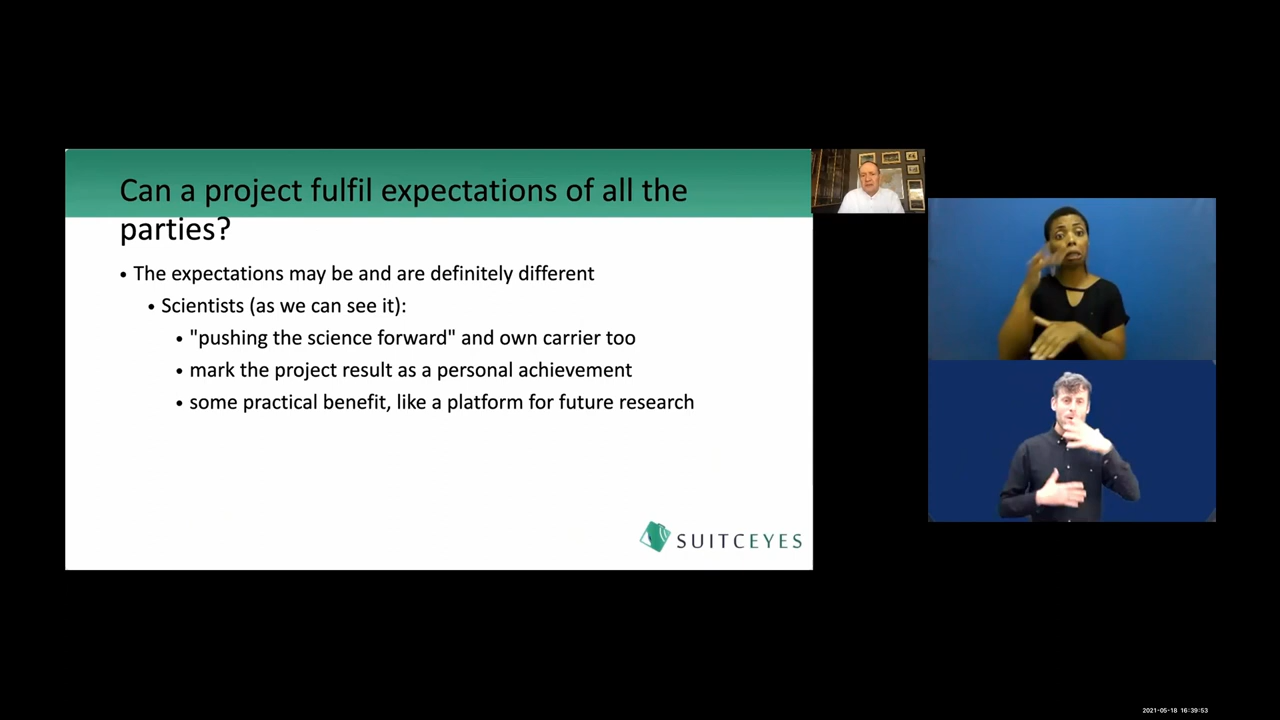 Can a project fulfil expectations of all the
parties?
• The expectations may be and are definitely different
• Scientists (as we can see it):
• "pushing the science forward" and own carrier too
• mark the project result as a personal achievement
• some practical benefit, like a platform for future research
SUITCEYES
2021-05-18 16:39:53